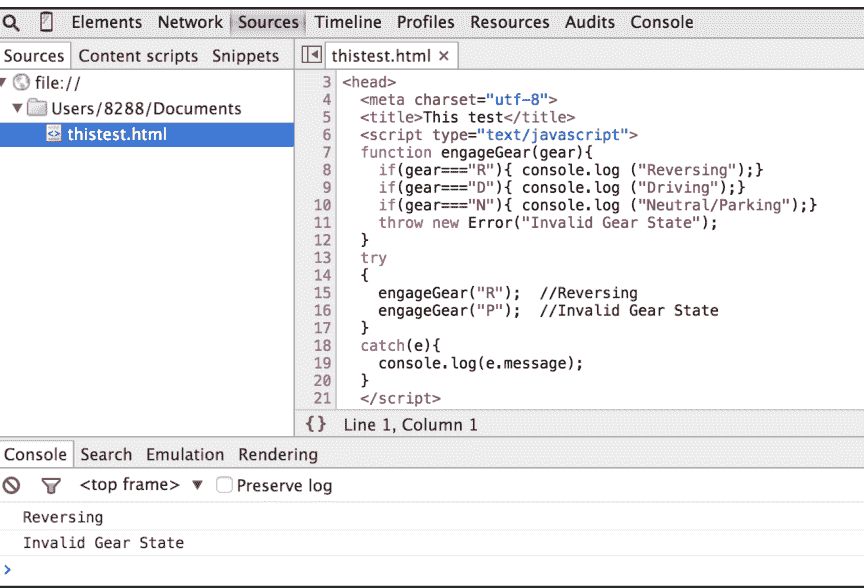 Elements Network Sources Timeline Profiles Resources Audits Console
Sources Content scripts Snippets
thistest.html ×
file://
Users/8288/Documents
thistest.html
3 <head>
4 <meta charset="utf-8">
5 <title>This test</title>
6 <script type="text/javascript">
7 function engageGear(gear){
8 if(gear==="R"){ console.log ("Reversing");}
9 if(gear==="D"){ console.log ("Driving");}
10 if(gear==="N"){ console.log ("Neutral/Parking");}
11 throw new Error("Invalid Gear State");
12 }
13 try
14 {
15 engageGear("R"); //Reversing
16 engageGear("P"); //Invalid Gear State
17 }
18 catch(e){
19 console.log(e.message);
20 }
21 </script>
{} Line 1, Column 1
Console Search Emulation Rendering
<top frame> ▼ Preserve log
Reversing
Invalid Gear State
>